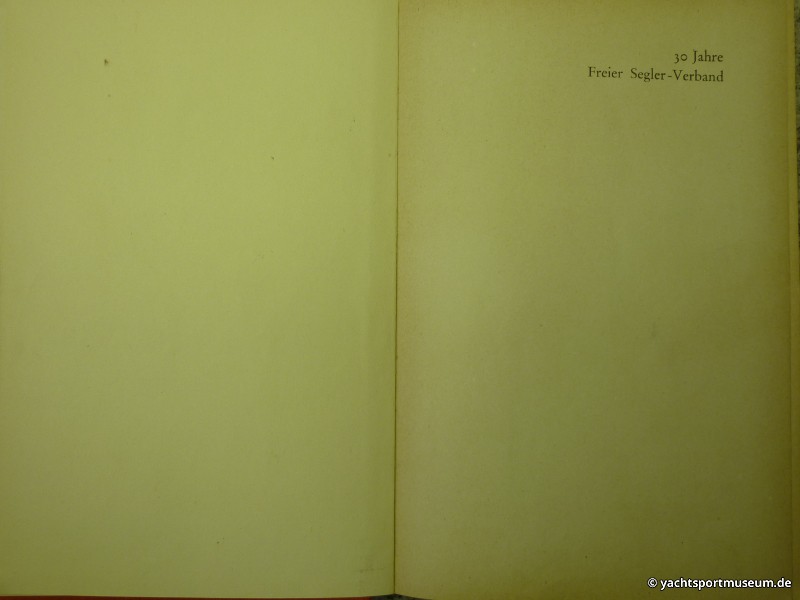 30 Jahre
Freier Segler-Verband
© yachtsportmuseum.de